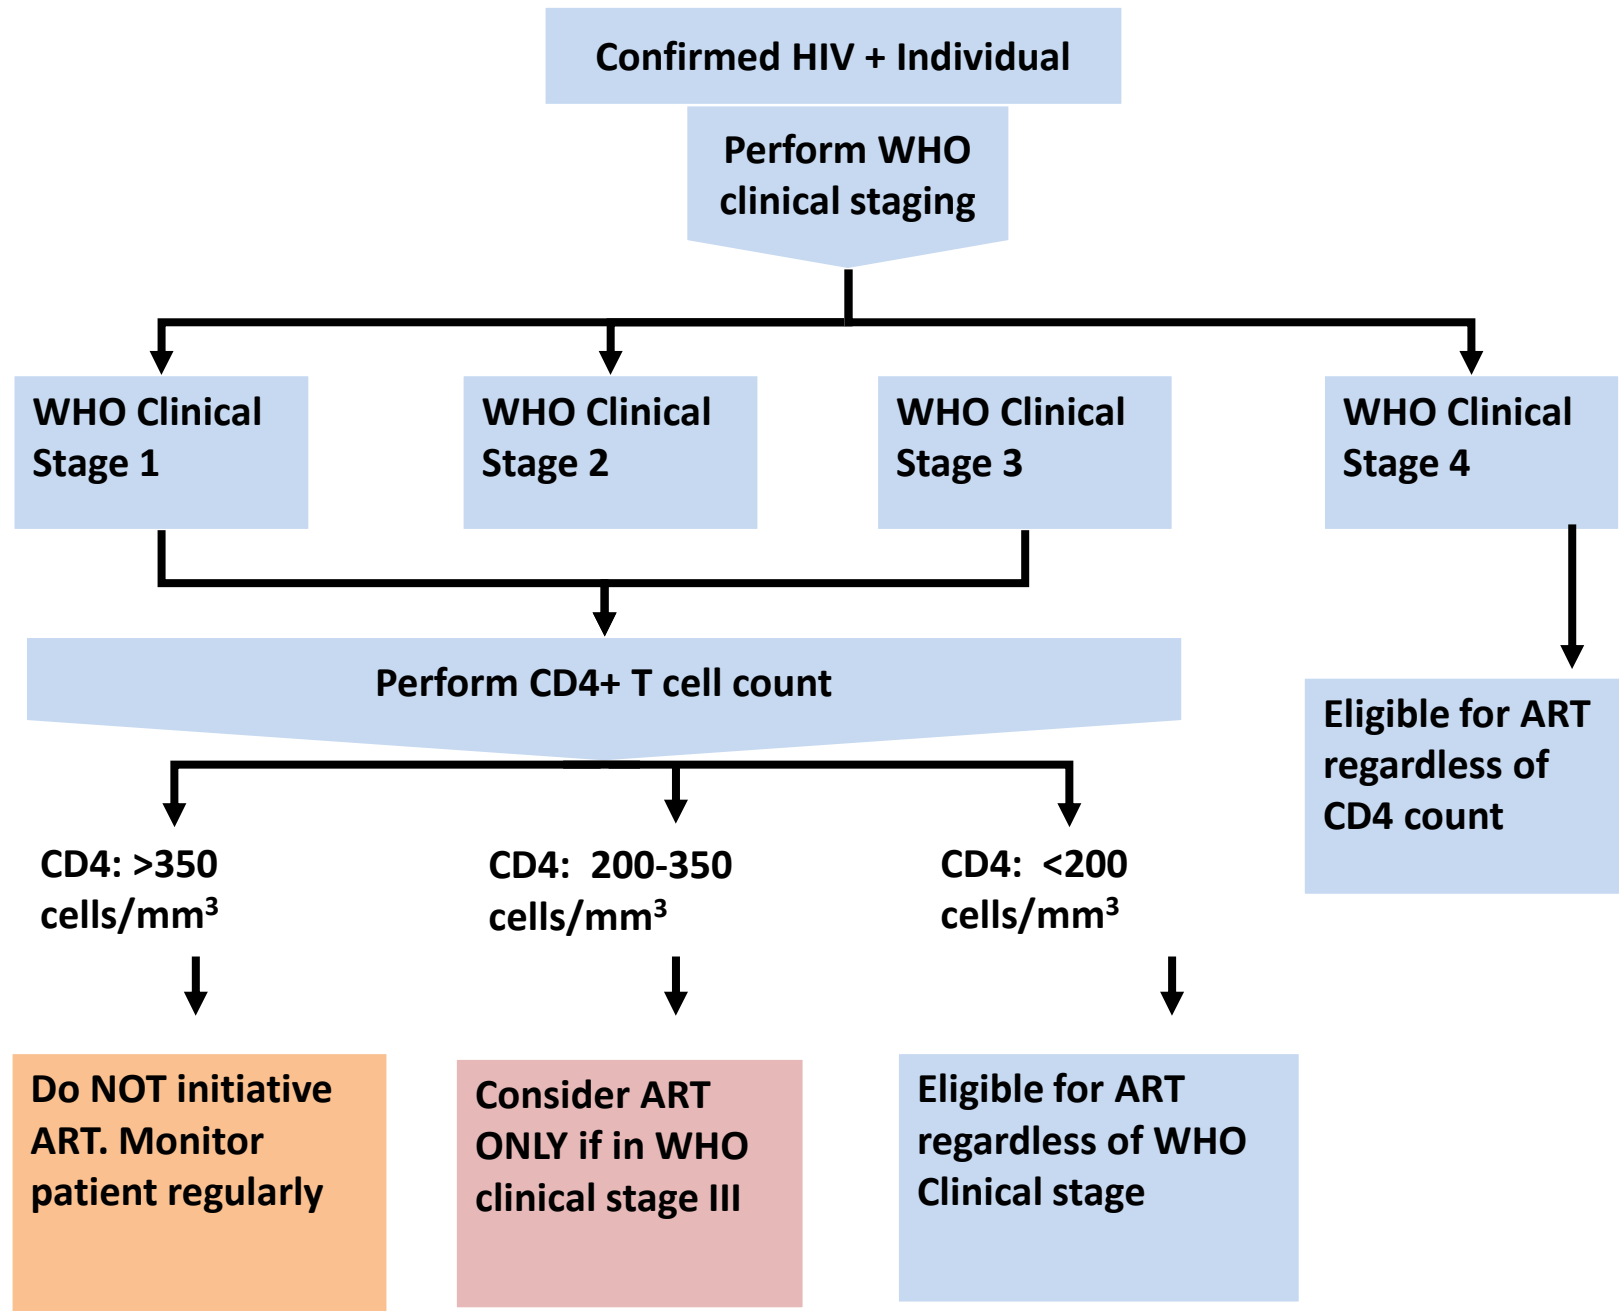 Confirmed HIV + Individual
Perform WHO
clinical staging
WHO Clinical
Stage 1
WHO Clinical
Stage 2
WHO Clinical
Stage 3
WHO Clinical
Stage 4
Perform CD4+ T cell count
Eligible for ART
regardless of
CD4 count
CD4: >350
cells/mm³
CD4:  200-350
cells/mm³
CD4:  <200
cells/mm³
Do NOT initiative
ART. Monitor
patient regularly
Consider ART
ONLY if in WHO
clinical stage III
Eligible for ART
regardless of WHO
Clinical stage